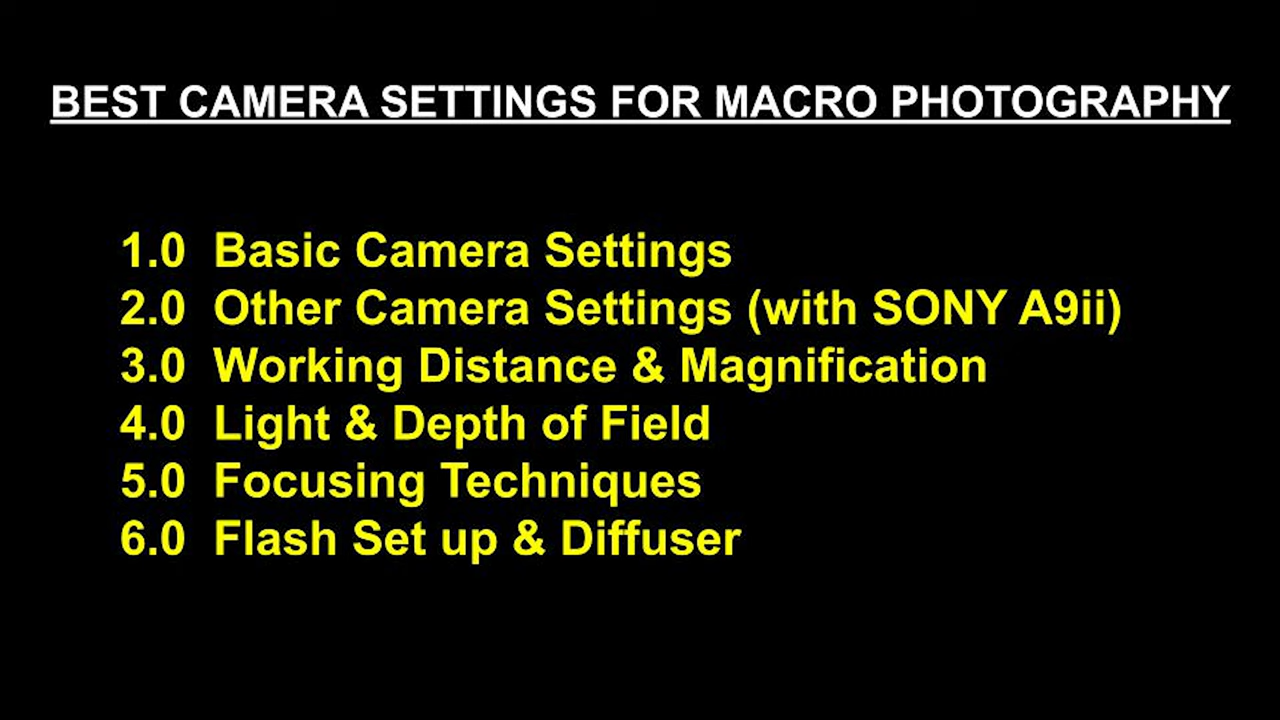 BEST CAMERA SETTINGS FOR MACRO PHOTOGRAPHY
1.0 Basic Camera Settings
2.0 Other Camera Settings (with SONY A9ii)
3.0 Working Distance & Magnification
4.0 Light & Depth of Field
5.0 Focusing Techniques
6.0 Flash Set up & Diffuser